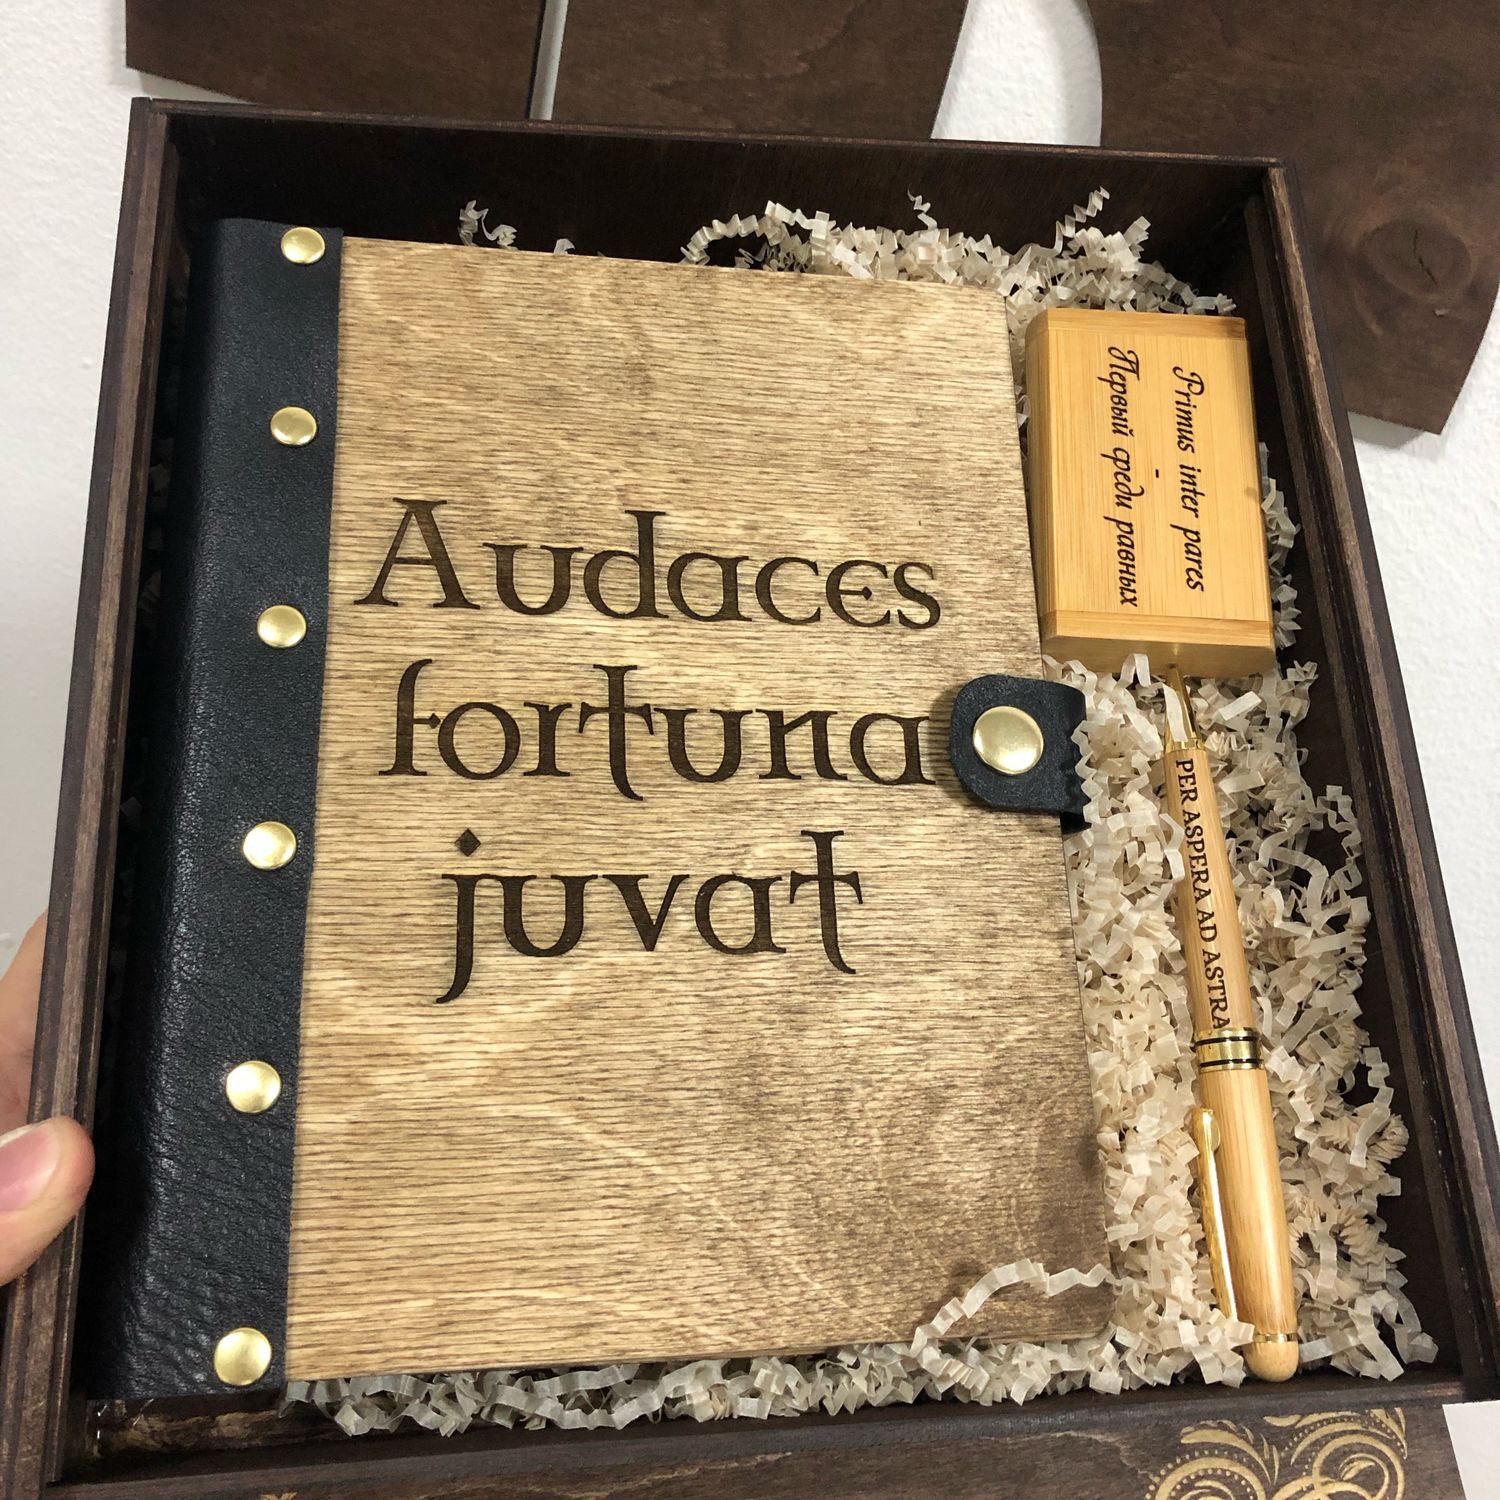 Audaces
fortuna
juvat
Primus inter pares
-
Первый среди равных
PER ASPERA AD ASTRA